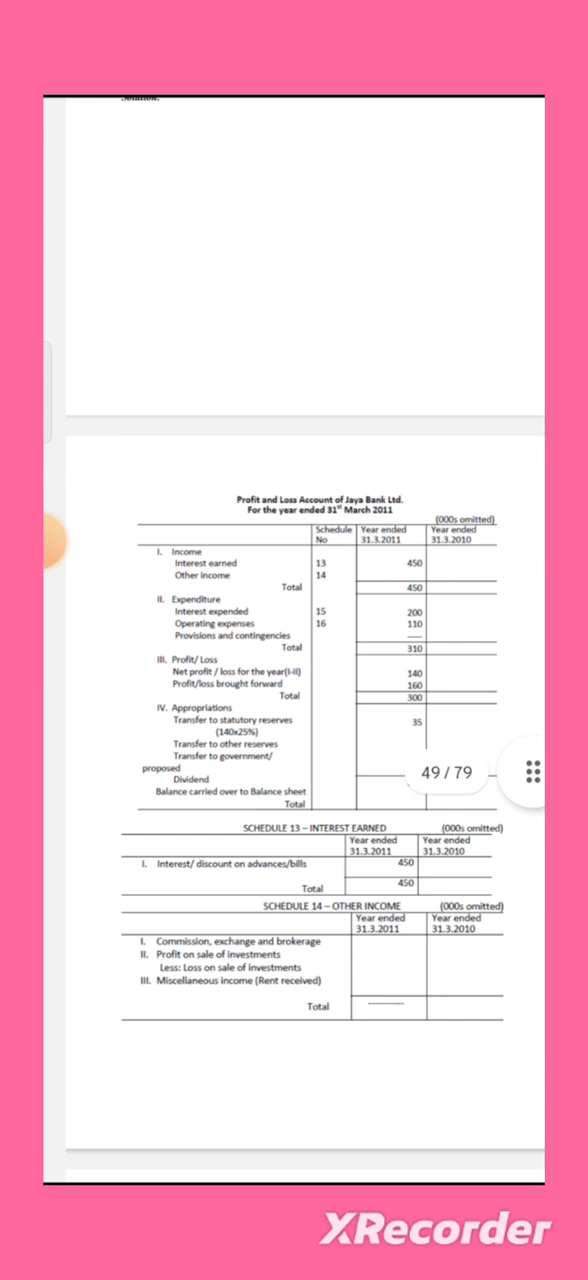 Solution:
Profit and Loss Account of Jaya Bank Ltd.
For the year ended 31st March 2011
(000s omitted)
Schedule No Year ended 31.3.2011 Year ended 31.3.2010
I. Income
Interest earned 13 450
Other income 14
Total 450
II. Expenditure
Interest expended 15 200
Operating expenses 16 110
Provisions and contingencies ----
Total 310
III. Profit/ Loss
Net profit / loss for the year(I-II) 140
Profit/loss brought forward 160
Total 300
IV. Appropriations
Transfer to statutory reserves 35
(140x25%)
Transfer to other reserves
Transfer to government/
proposed
Dividend
49 / 79
Balance carried over to Balance sheet
Total
SCHEDULE 13 – INTEREST EARNED (000s omitted)
Year ended 31.3.2011 Year ended 31.3.2010
I. Interest/ discount on advances/bills 450
Total 450
SCHEDULE 14 – OTHER INCOME (000s omitted)
Year ended 31.3.2011 Year ended 31.3.2010
I. Commission, exchange and brokerage
II. Profit on sale of investments
Less: Loss on sale of investments
III. Miscellaneous income (Rent received)
Total ------------
XRecorder